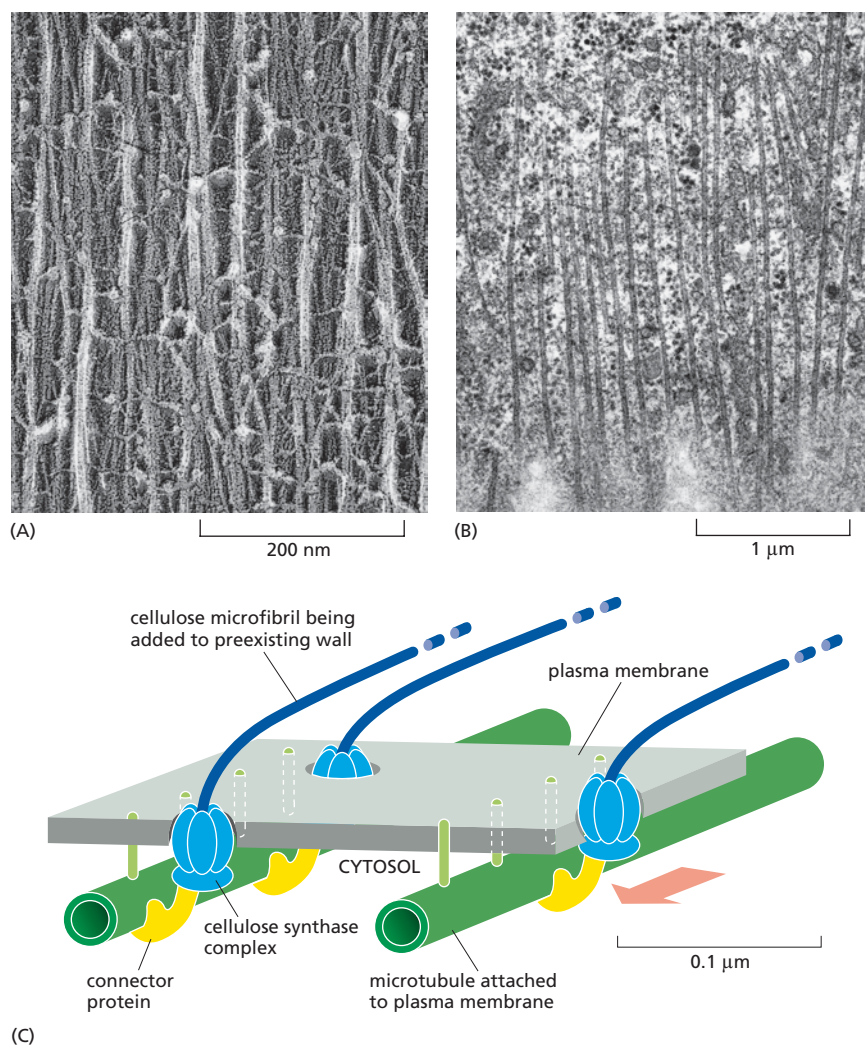 (A)
200 nm
(B)
1 μm
cellulose microfibril being
added to preexisting wall
plasma membrane
CYTOSOL
cellulose synthase
complex
connector
protein
microtubule attached
to plasma membrane
0.1 μm
(C)